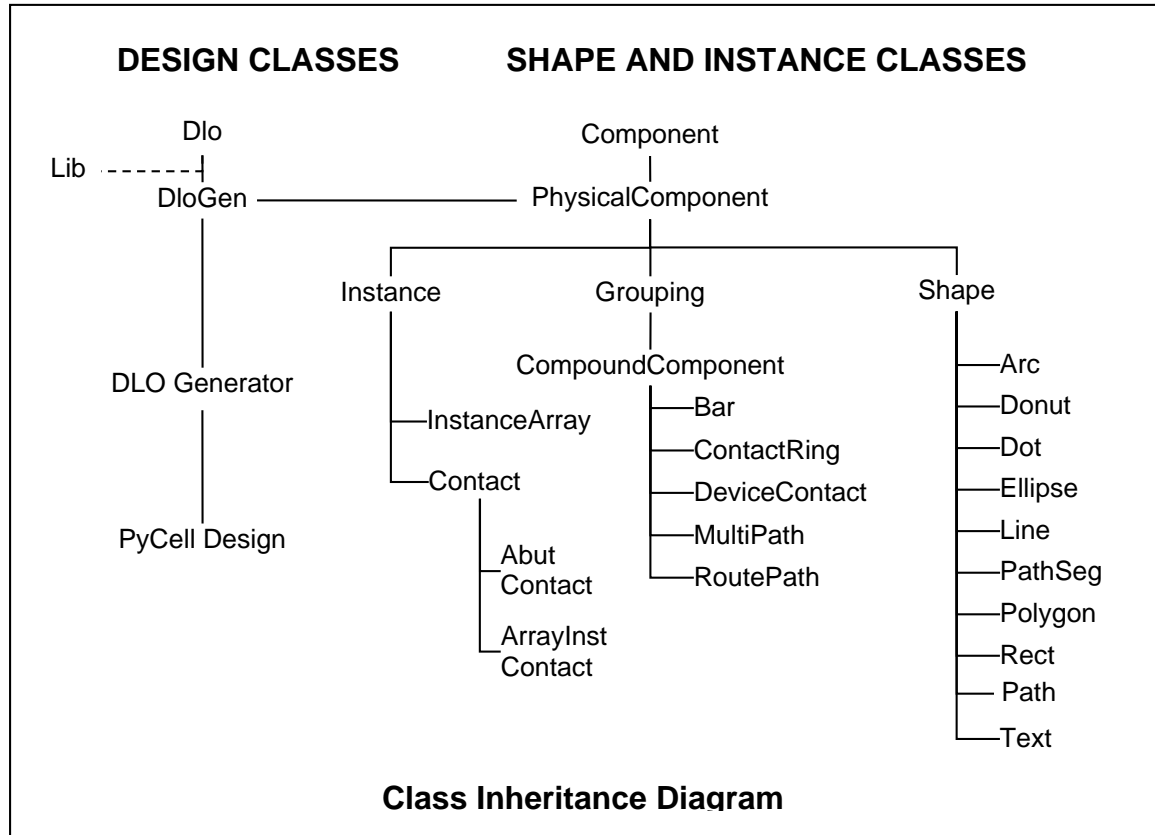 DESIGN CLASSES
SHAPE AND INSTANCE CLASSES
Dlo
Component
Lib
DloGen
PhysicalComponent
Instance
Grouping
Shape
DLO Generator
CompoundComponent
Arc
InstanceArray
Bar
Donut
ContactRing
Dot
Contact
DeviceContact
Ellipse
PyCell Design
MultiPath
Line
Abut
Contact
RoutePath
PathSeg
Polygon
ArrayInst
Contact
Rect
Path
Text
Class Inheritance Diagram